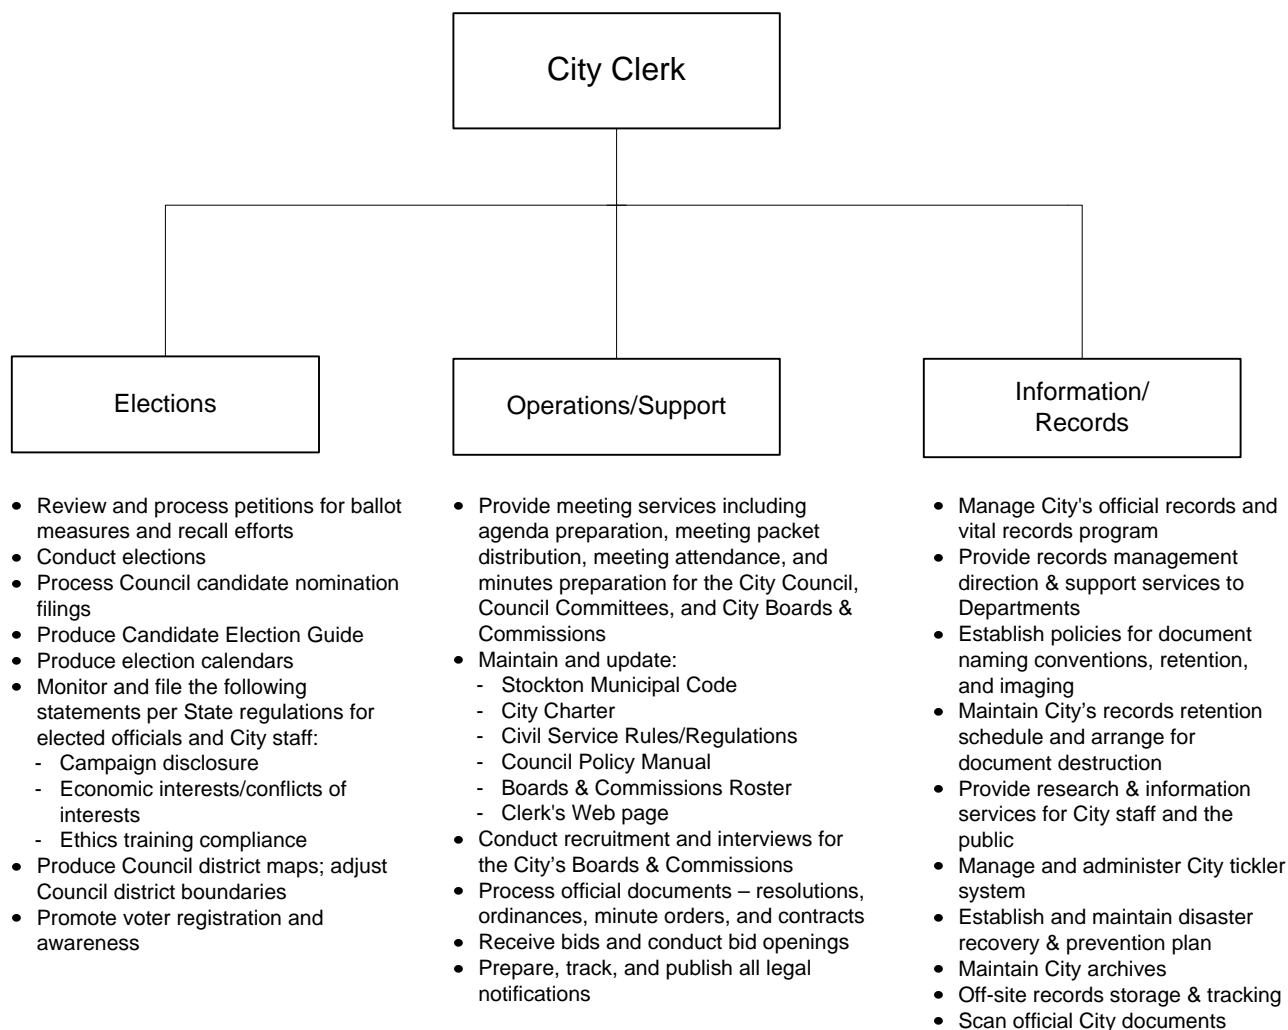 City Clerk
Elections
• Review and process petitions for ballot
measures and recall efforts
• Conduct elections
• Process Council candidate nomination
filings
• Produce Candidate Election Guide
• Produce election calendars
• Monitor and file the following
statements per State regulations for
elected officials and City staff:
- Campaign disclosure
- Economic interests/conflicts of
interests
- Ethics training compliance
• Produce Council district maps; adjust
Council district boundaries
• Promote voter registration and
awareness
Operations/Support
• Provide meeting services including
agenda preparation, meeting packet
distribution, meeting attendance, and
minutes preparation for the City Council,
Council Committees, and City Boards &
Commissions
• Maintain and update:
- Stockton Municipal Code
- City Charter
- Civil Service Rules/Regulations
- Council Policy Manual
- Boards & Commissions Roster
- Clerk's Web page
• Conduct recruitment and interviews for
the City’s Boards & Commissions
• Process official documents – resolutions,
ordinances, minute orders, and contracts
• Receive bids and conduct bid openings
• Prepare, track, and publish all legal
notifications
Information/
Records
• Manage City's official records and
vital records program
• Provide records management
direction & support services to
Departments
• Establish policies for document
naming conventions, retention,
and imaging
• Maintain City’s records retention
schedule and arrange for
document destruction
• Provide research & information
services for City staff and the
public
• Manage and administer City tickler
system
• Establish and maintain disaster
recovery & prevention plan
• Maintain City archives
• Off-site records storage & tracking
• Scan official City documents